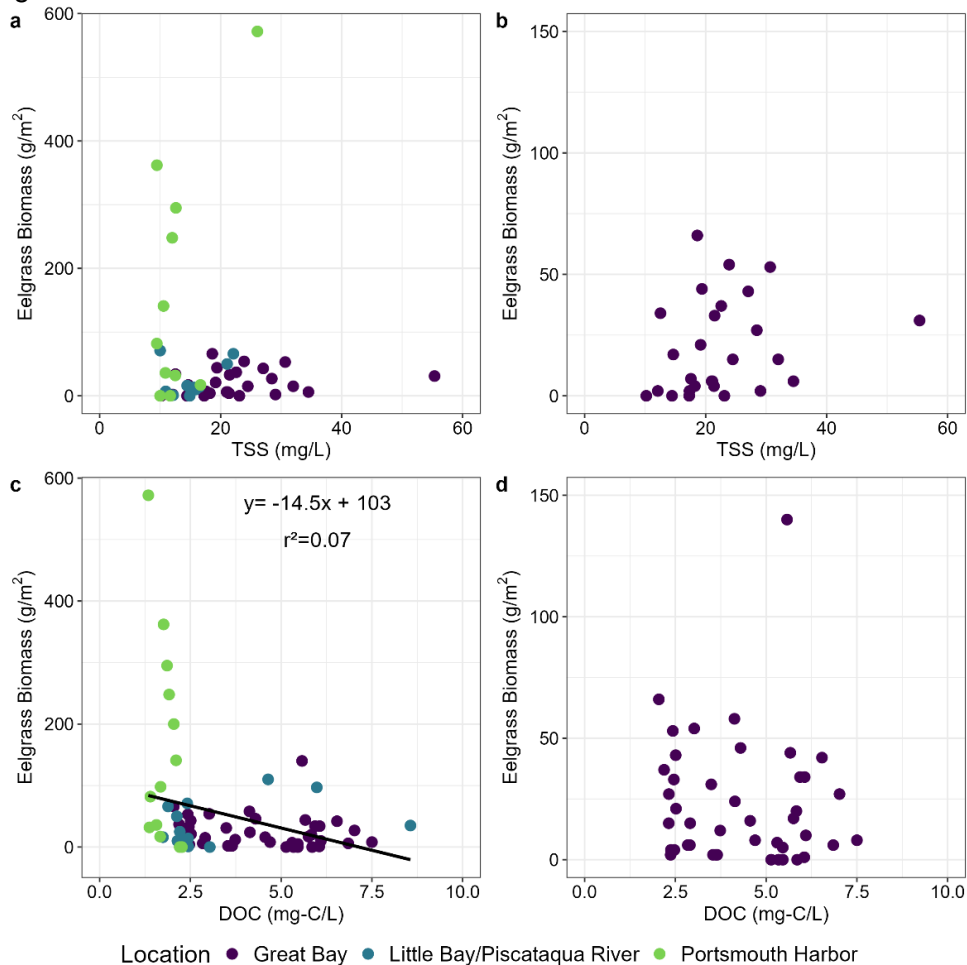 a
600
400
200
0
Eelgrass Biomass (g/m²)
0 20 40 60
TSS (mg/L)
b
150
100
50
0
Eelgrass Biomass (g/m²)
0 20 40 60
TSS (mg/L)
c
600
400
200
0
Eelgrass Biomass (g/m²)
y= -14.5x + 103
r²=0.07
0.0 2.5 5.0 7.5 10.0
DOC (mg-C/L)
d
150
100
50
0
Eelgrass Biomass (g/m²)
0.0 2.5 5.0 7.5 10.0
DOC (mg-C/L)
Location Great Bay Little Bay/Piscataqua River Portsmouth Harbor